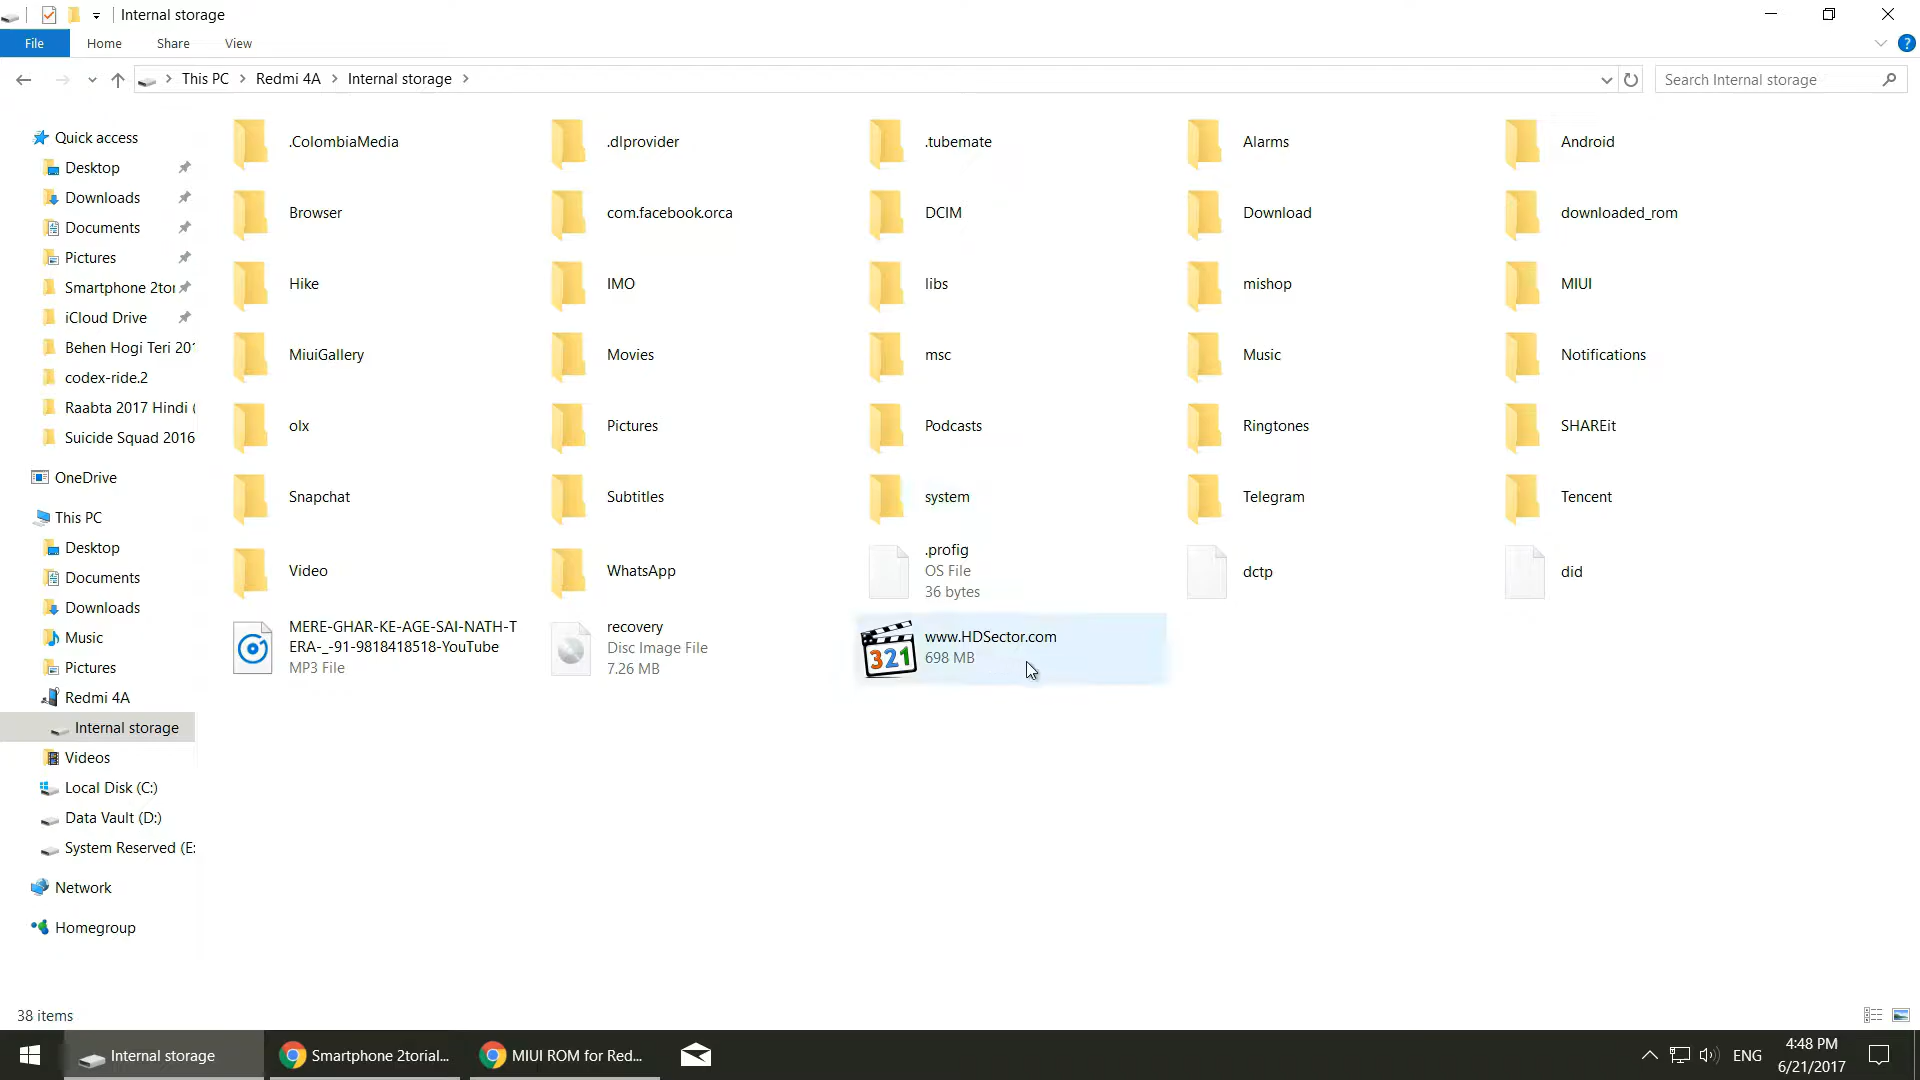 Internal storage
File Home Share View
This PC Redmi 4A Internal storage
Search Internal storage
Quick access
Desktop
Downloads
Documents
Pictures
Smartphone 2tor
iCloud Drive
Behen Hogi Teri 201
codex-ride.2
Raabta 2017 Hindi (
Suicide Squad 2016
OneDrive
This PC
Desktop
Documents
Downloads
Music
Pictures
Redmi 4A
Internal storage
Videos
Local Disk (C:)
Data Vault (D:)
System Reserved (E:
Network
Homegroup
.ColombiaMedia .dlprovider .tubemate Alarms Android
Browser com.facebook.orca DCIM Download downloaded_rom
Hike IMO libs mishop MIUI
MiuiGallery Movies msc Music Notifications
olx Pictures Podcasts Ringtones SHAREit
Snapchat Subtitles system Telegram Tencent
Video WhatsApp
.profig
OS File
36 bytes
dctp did
MERE-GHAR-KE-AGE-SAI-NATH-T
ERA-_-91-9818418518-YouTube
MP3 File
recovery
Disc Image File
7.26 MB
321
www.HDSector.com
698 MB
38 items
Internal storage Smartphone 2torial... MIUI ROM for Red...
ENG
4:48 PM
6/21/2017